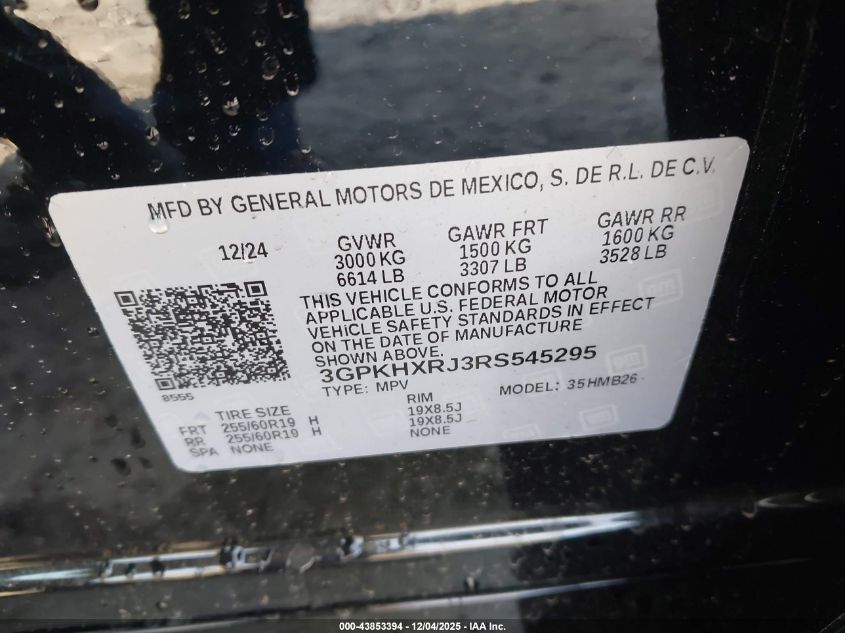 MFD BY GENERAL MOTORS DE MEXICO, S. DE R.L. DE C.V.
12/24 GVWR GAWR FRT GAWR RR
3000 KG 1500 KG 1600 KG
6614 LB 3307 LB 3528 LB
THIS VEHICLE CONFORMS TO ALL
APPLICABLE U.S. FEDERAL MOTOR
VEHICLE SAFETY STANDARDS IN EFFECT
ON THE DATE OF MANUFACTURE
SHOWN ABOVE.
3GPKHXRJ3RS545295
8555 TYPE: MPV MODEL: 35HMB26
TIRE SIZE RIM
FRT 255/60R19 H 19X8.5J
RR 255/60R19 H 19X8.5J
SPA NONE NONE
gm
000-43853394 - 12/04/2025 - IAA Inc.